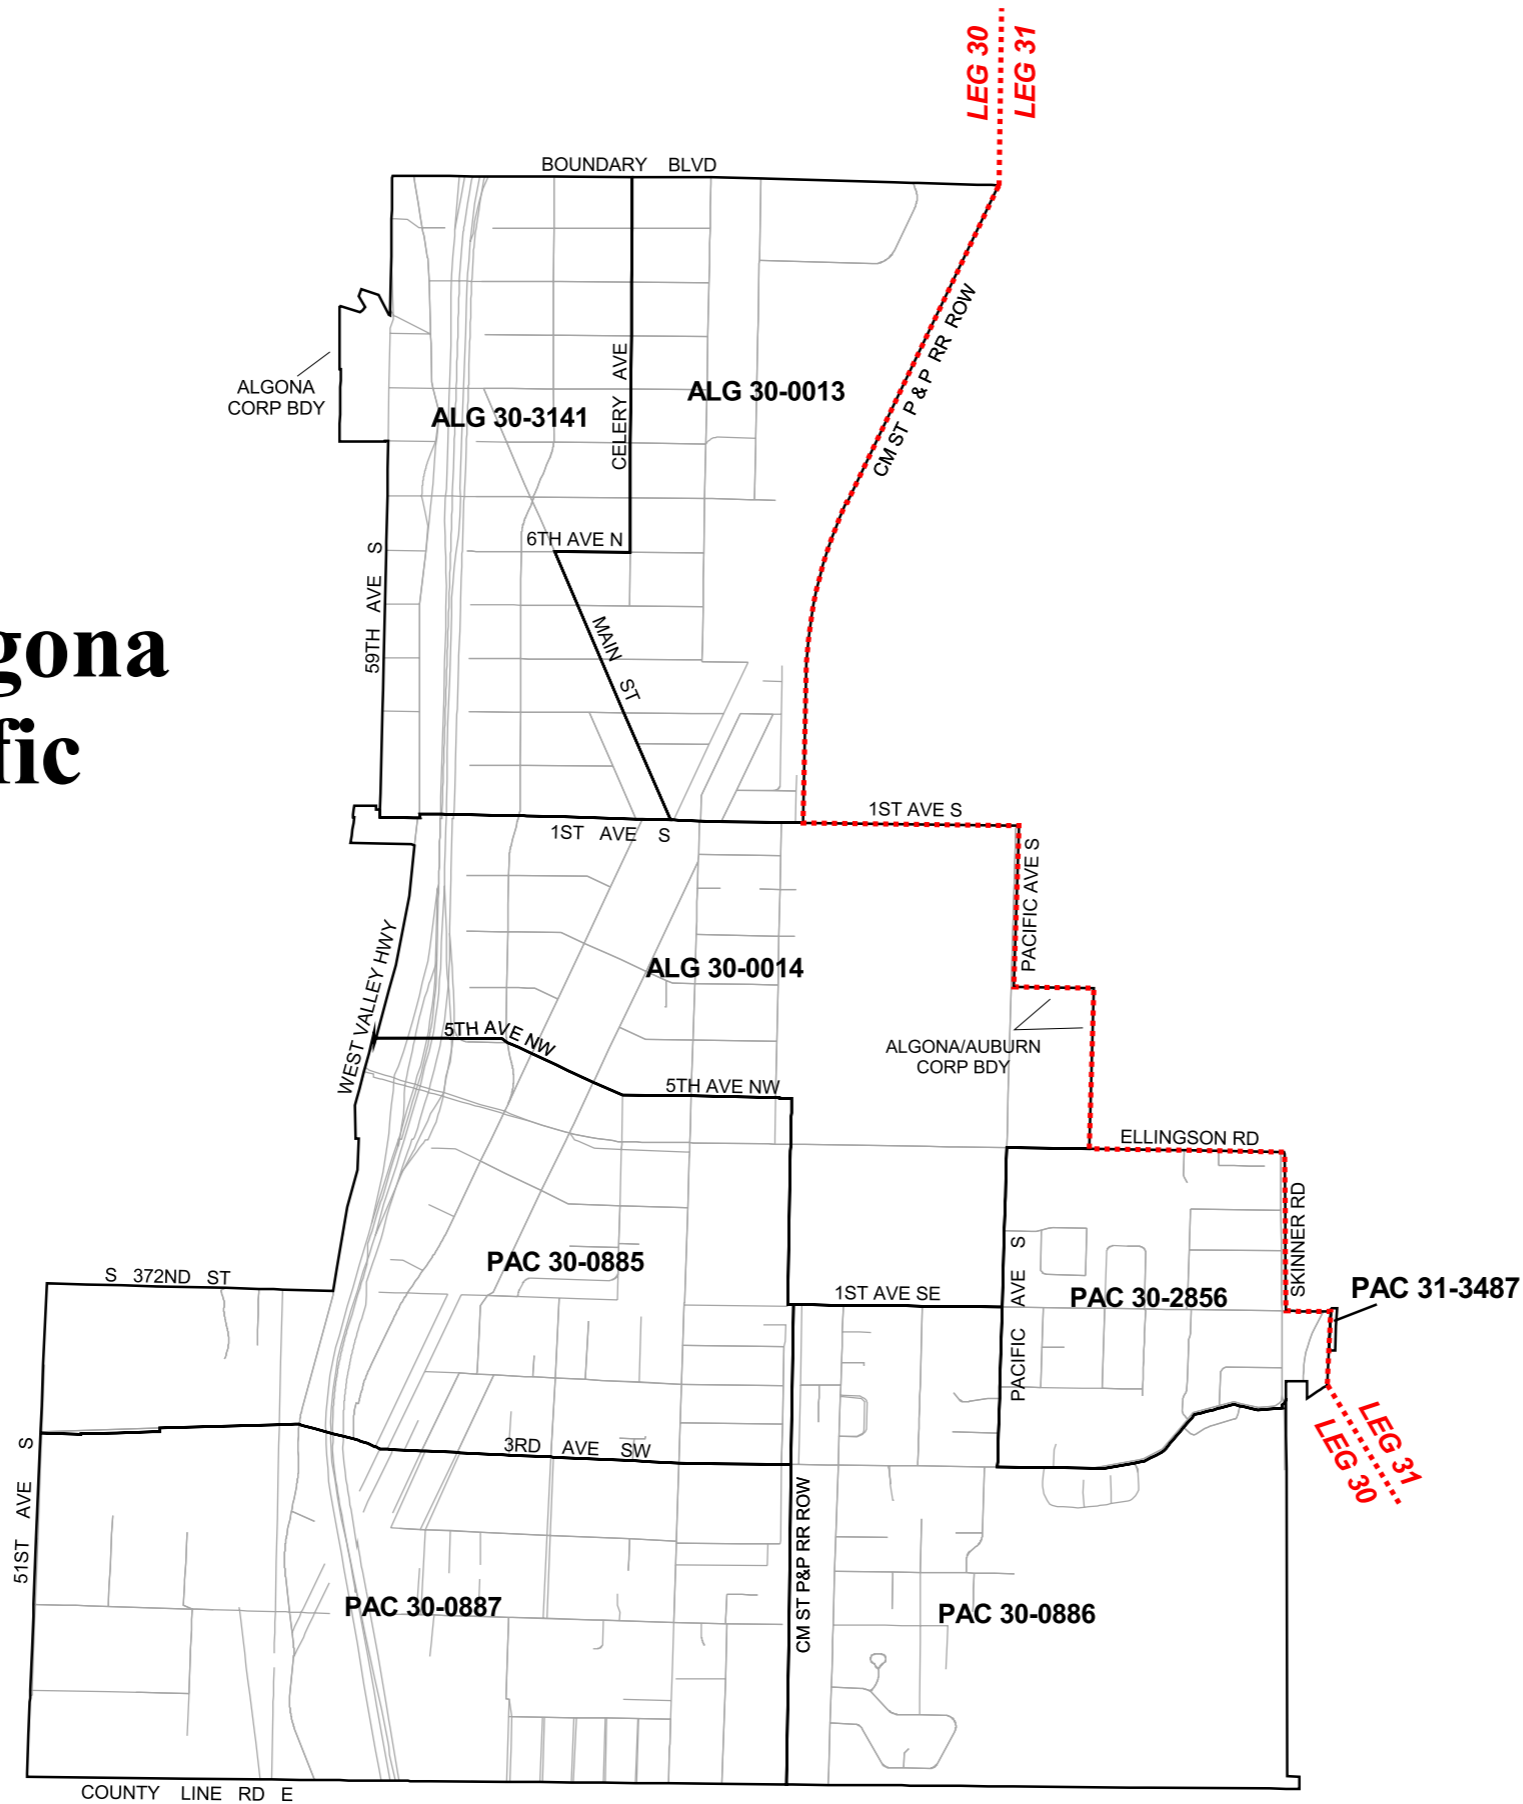 LEG 30
LEG 31
BOUNDARY BLVD
CM ST P & P RR ROW
ALGONA
CORP BDY
CELERY AVE
ALG 30-0013
ALG 30-3141
6TH AVE N
59TH AVE S
MAIN ST
gona
fic
1ST AVE S
1ST AVE S
PACIFIC AVE S
WEST VALLEY HWY
ALG 30-0014
5TH AVE NW
ALGONA/AUBURN
CORP BDY
5TH AVE NW
ELLINGSON RD
SKINNER RD
PAC 30-0885
S 372ND ST
1ST AVE SE
PACIFIC AVE S
PAC 30-2856
PAC 31-3487
LEG 31
LEG 30
3RD AVE SW
51ST AVE S
CM ST P&P RR ROW
PAC 30-0887
PAC 30-0886
COUNTY LINE RD E